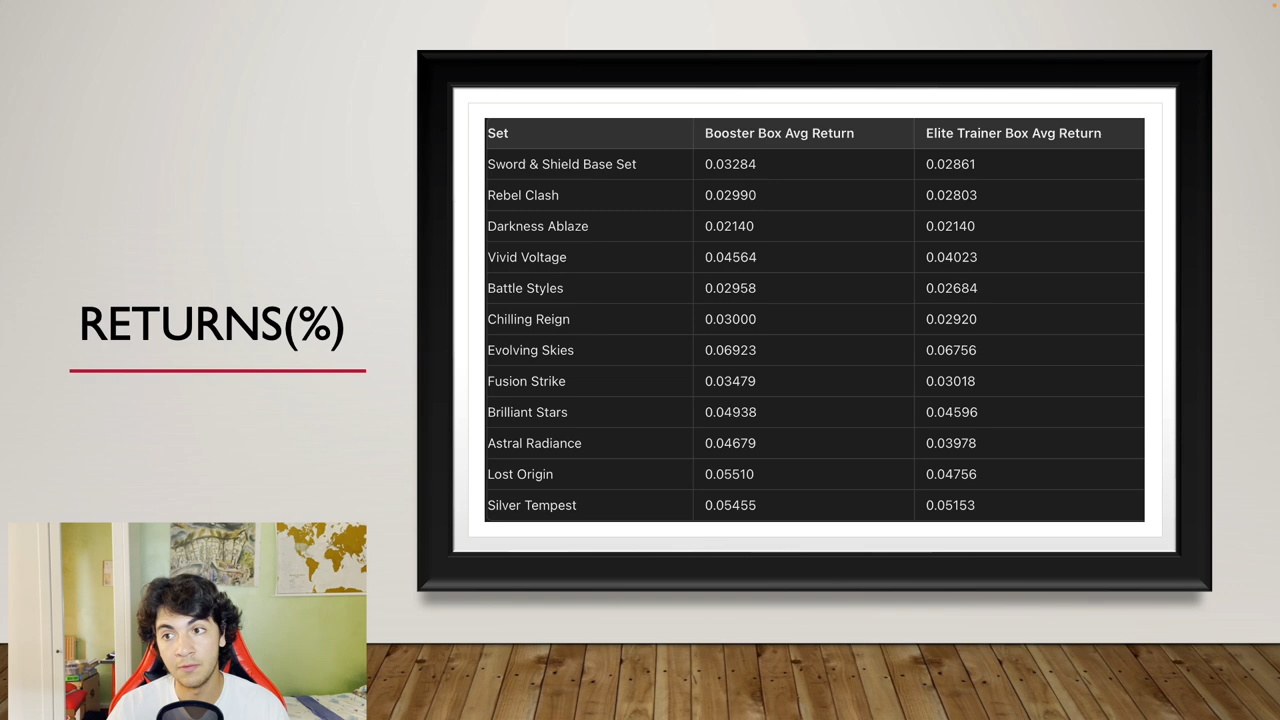 RETURNS(%)
Set Booster Box Avg Return Elite Trainer Box Avg Return
Sword & Shield Base Set 0.03284 0.02861
Rebel Clash 0.02990 0.02803
Darkness Ablaze 0.02140 0.02140
Vivid Voltage 0.04564 0.04023
Battle Styles 0.02958 0.02684
Chilling Reign 0.03000 0.02920
Evolving Skies 0.06923 0.06756
Fusion Strike 0.03479 0.03018
Brilliant Stars 0.04938 0.04596
Astral Radiance 0.04679 0.03978
Lost Origin 0.05510 0.04756
Silver Tempest 0.05455 0.05153